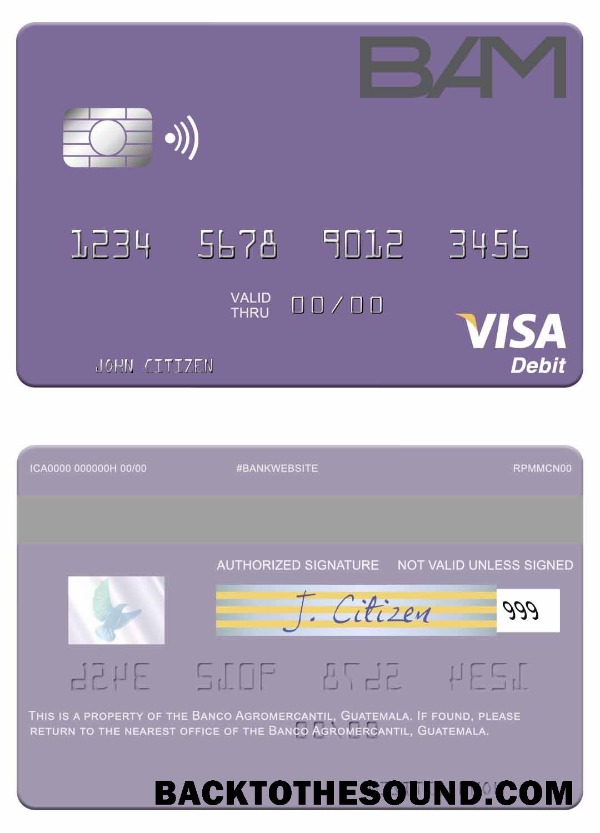 BAM
1234 5678 9012 3456
VALID THRU 00/00
VISA
Debit
JOHN CITIZEN
ICA0000 000000H 00/00 #BANKWEBSITE RPMMCN00
AUTHORIZED SIGNATURE NOT VALID UNLESS SIGNED
J. Citizen 999
THIS IS A PROPERTY OF THE BANCO AGROMERCANTIL, GUATEMALA. IF FOUND, PLEASE
RETURN TO THE NEAREST OFFICE OF THE BANCO AGROMERCANTIL, GUATEMALA.
BACKTOTHESOUND.COM